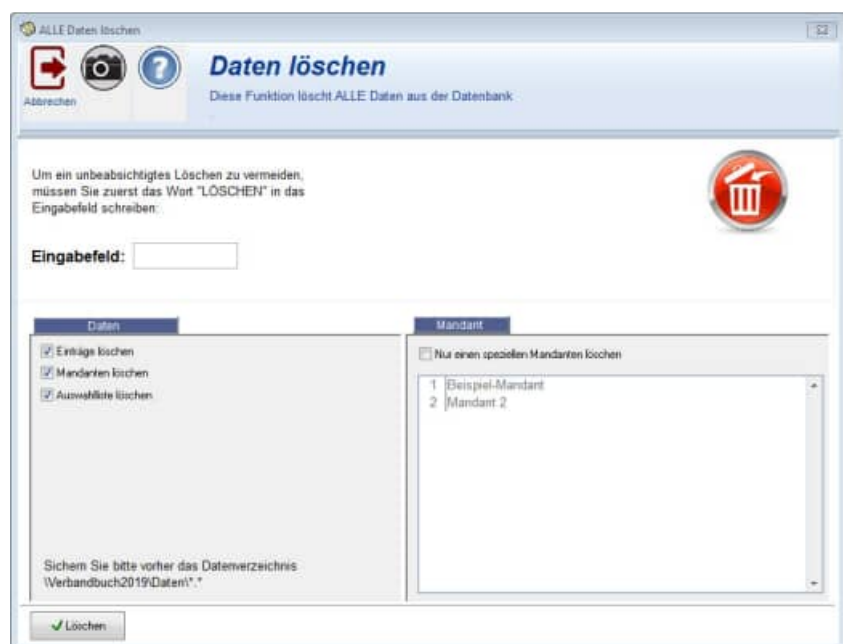 ALLE Daten löschen
Abbrechen
Daten löschen
Diese Funktion löscht ALLE Daten aus der Datenbank
Um ein unbeabsichtigtes Löschen zu vermeiden,
müssen Sie zuerst das Wort "LÖSCHEN" in das
Eingabefeld schreiben:
Eingabefeld:
Daten
Einträge löschen
Mandanten löschen
Auswahlliste löschen
Sichern Sie bitte vorher das Datenverzeichnis
\Verbandbuch2019\Daten\*.*
Mandant
Nur einen speziellen Mandanten löschen
1 Beispiel-Mandant
2 Mandant 2
Löschen